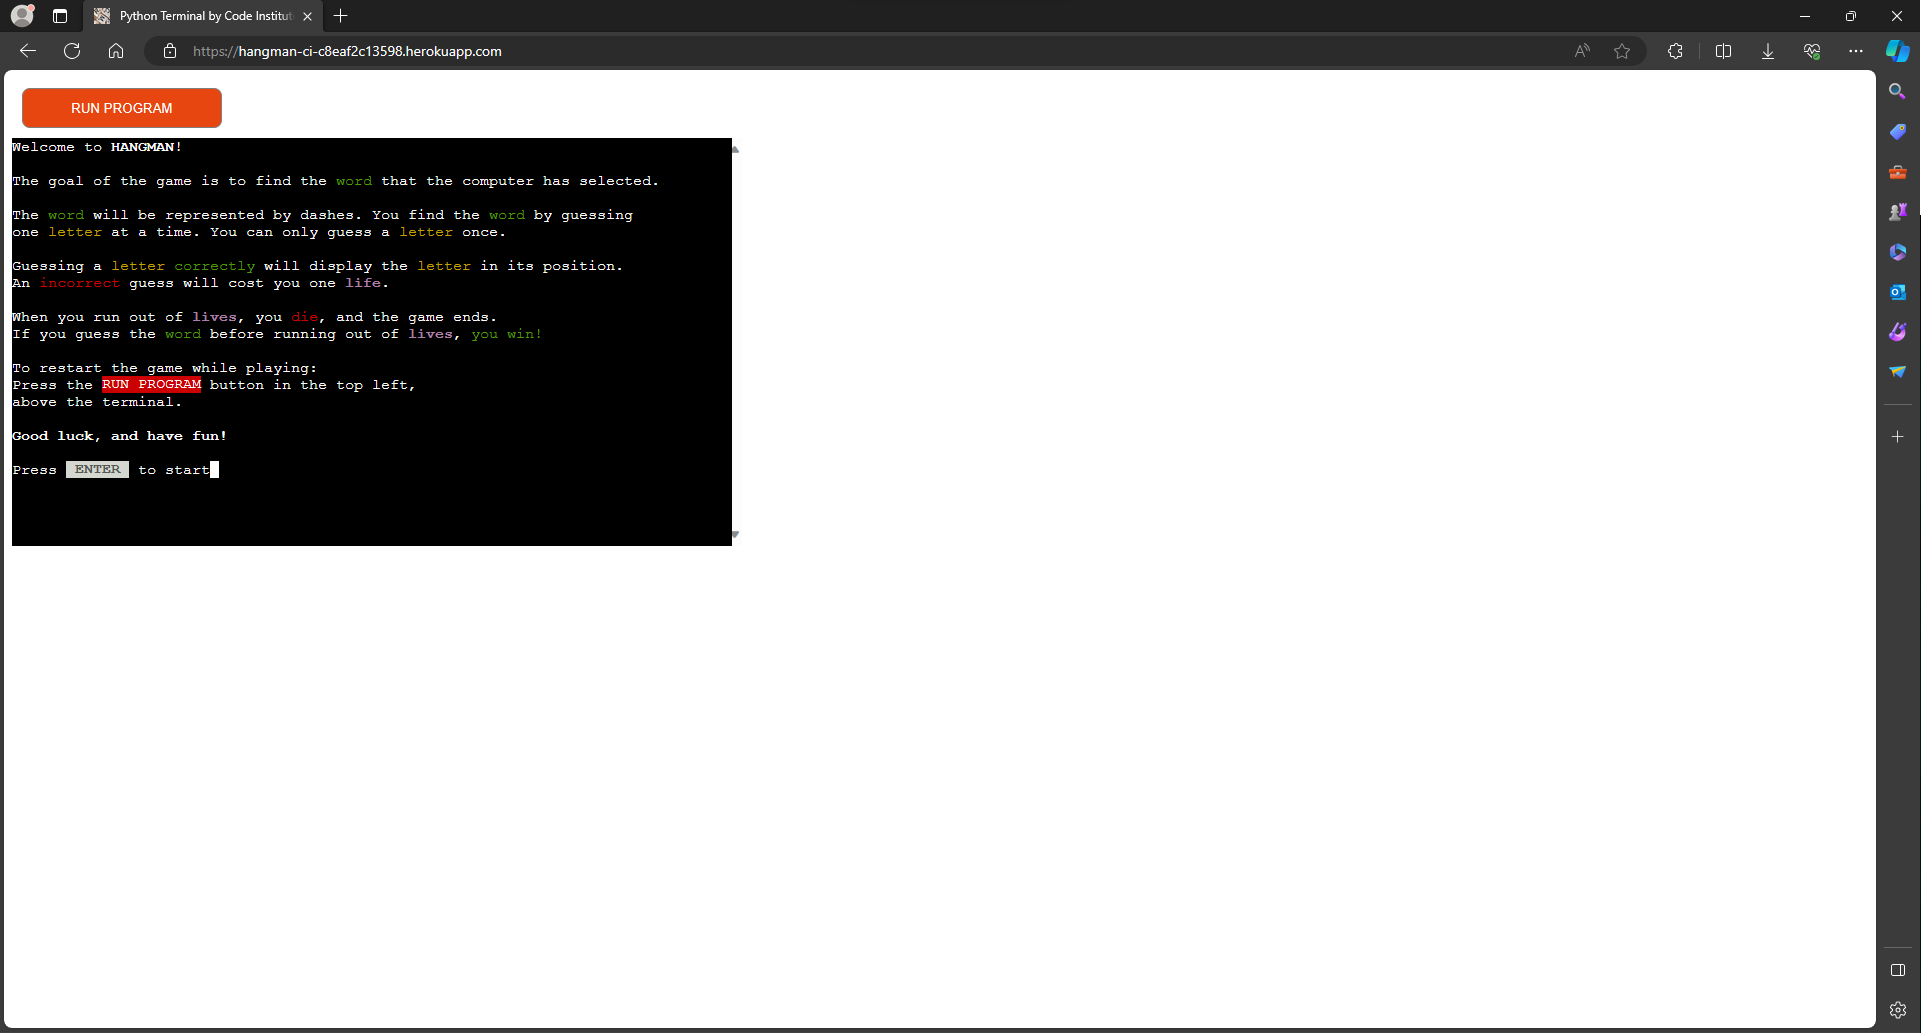 Python Terminal by Code Institut
https://hangman-ci-c8eaf2c13598.herokuapp.com
RUN PROGRAM
Welcome to HANGMAN!
The goal of the game is to find the word that the computer has selected.
The word will be represented by dashes. You find the word by guessing
one letter at a time. You can only guess a letter once.
Guessing a letter correctly will display the letter in its position.
An incorrect guess will cost you one life.
When you run out of lives, you die, and the game ends.
If you guess the word before running out of lives, you win!
To restart the game while playing:
Press the RUN PROGRAM button in the top left,
above the terminal.
Good luck, and have fun!
Press ENTER to start